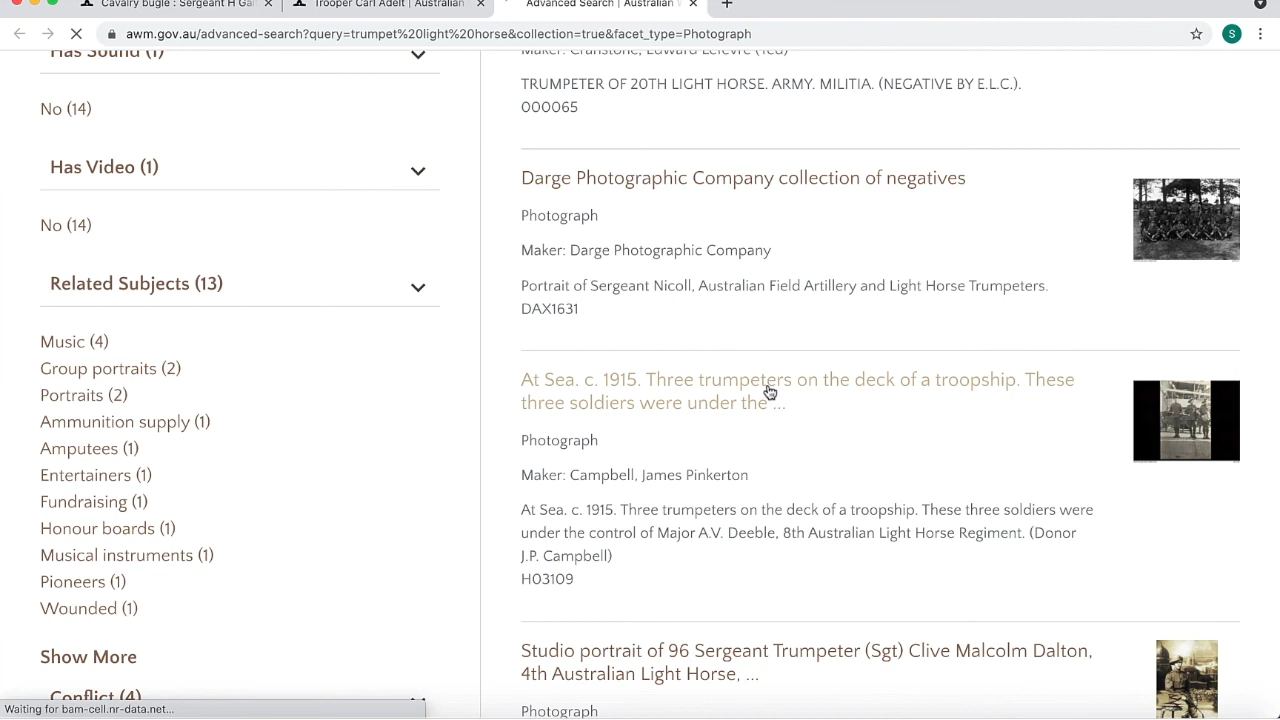 Cavalry bugle : Sergeant H Gal
Trooper Carl Adelt | Australian
Advanced Search | Australian W
awm.gov.au/advanced-search?query=trumpet%20light%20horse&collection=true&facet_type=Photograph
S
Has Sound (1)
No (14)
Has Video (1)
No (14)
Related Subjects (13)
Music (4)
Group portraits (2)
Portraits (2)
Ammunition supply (1)
Amputees (1)
Entertainers (1)
Fundraising (1)
Honour boards (1)
Musical instruments (1)
Pioneers (1)
Wounded (1)
Show More
Conflict (4)
Waiting for bam-cell.nr-data.net...
Maker: Cranstone, Edward Lefevre (Ted)
TRUMPETER OF 20TH LIGHT HORSE. ARMY. MILITIA. (NEGATIVE BY E.L.C.).
000065
Darge Photographic Company collection of negatives
Photograph
Maker: Darge Photographic Company
Portrait of Sergeant Nicoll, Australian Field Artillery and Light Horse Trumpeters.
DAX1631
At Sea. c. 1915. Three trumpeters on the deck of a troopship. These
three soldiers were under the ...
Photograph
Maker: Campbell, James Pinkerton
At Sea. c. 1915. Three trumpeters on the deck of a troopship. These three soldiers were
under the control of Major A.V. Deeble, 8th Australian Light Horse Regiment. (Donor
J.P. Campbell)
H03109
Studio portrait of 96 Sergeant Trumpeter (Sgt) Clive Malcolm Dalton,
4th Australian Light Horse, ...
Photograph